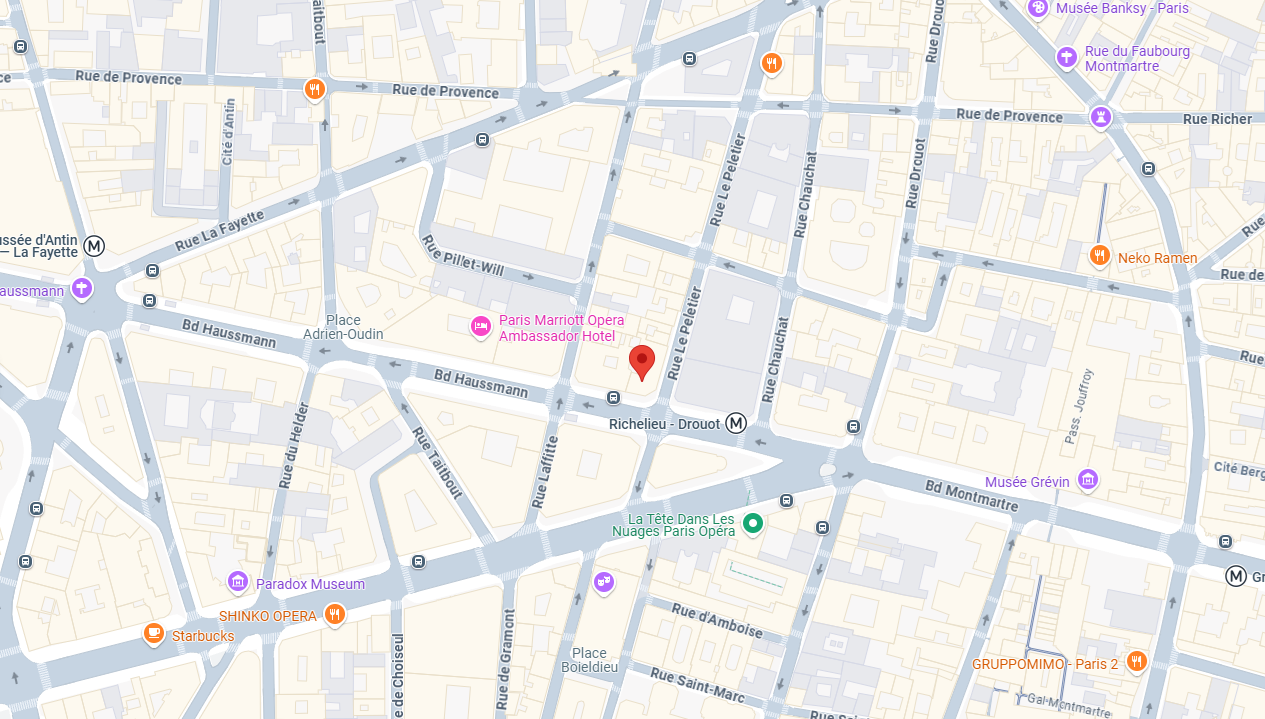 Musée Banksy - Paris
Rue Drouot
Taitbout
Rue du Faubourg
Montmartre
Rue de Provence
Rue de Provence
Rue de Provence
Rue Richer
Cité d'Antin
Rue Le Peletier
Rue Chauchat
Rue Drouot
Rue La Fayette
ussée d'Antin
— La Fayette
M
Rue Pillet-Will
Neko Ramen
Rue de
aussmann
Place
Adrien-Oudin
Bd Haussmann
Paris Marriott Opera
Ambassador Hotel
Rue Le Peletier
Rue Chauchat
Bd Haussmann
Pass. Jouffroy
Richelieu - Drouot
M
Rue du Helder
Rue Taitbout
Rue Laffitte
Cité Berg
Musée Grévin
Bd Montmartre
La Tête Dans Les
Nuages Paris Opéra
Paradox Museum
M
Gr
SHINKO OPERA
Starbucks
Rue d'Amboise
e de Choiseul
Rue de Gramont
Place
Boieldieu
Rue Saint-Marc
GRUPPOMIMO - Paris 2
Gal Montmartre